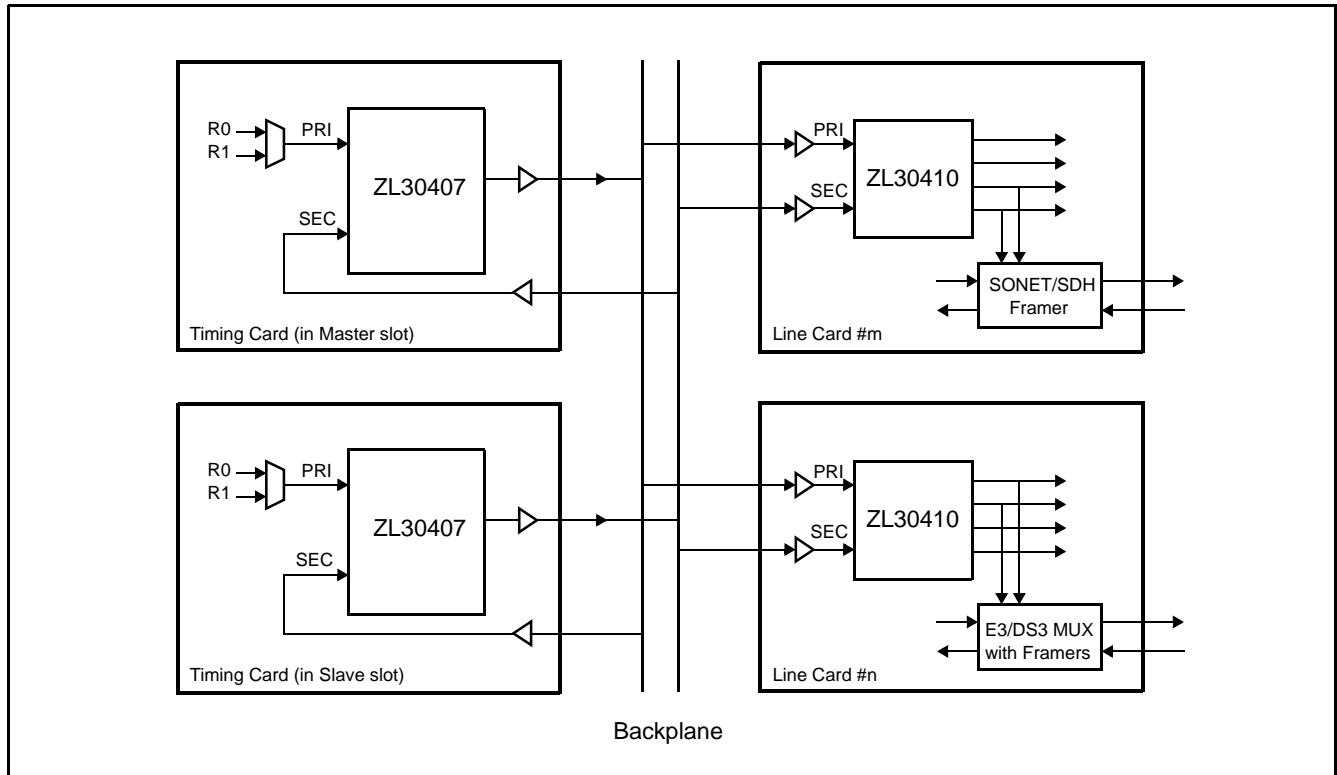 R0
R1
PRI
ZL30407
SEC
Timing Card (in Master slot)
PRI
SEC
ZL30410
SONET/SDH
Framer
Line Card #m
R0
R1
PRI
ZL30407
SEC
Timing Card (in Slave slot)
PRI
SEC
ZL30410
E3/DS3 MUX
with Framers
Line Card #n
Backplane